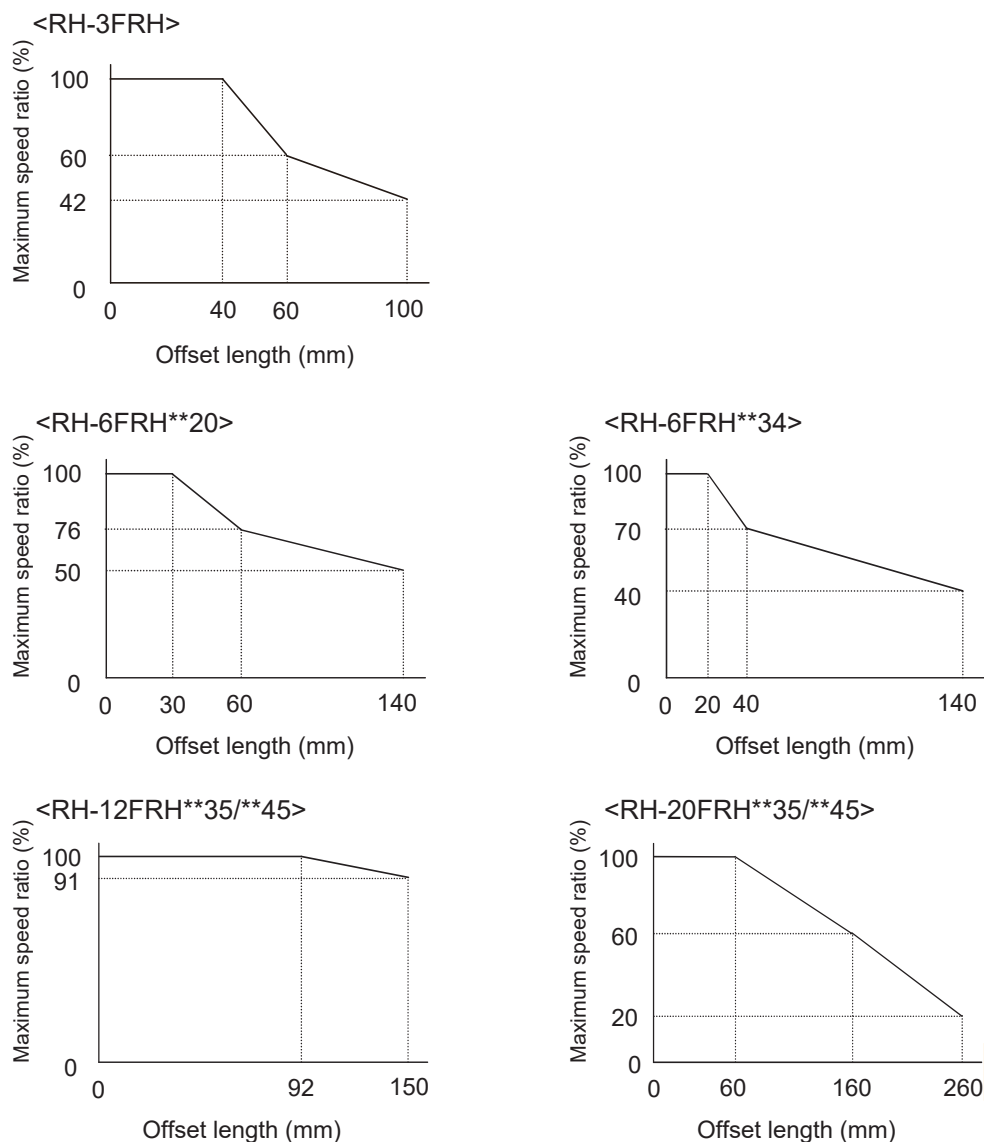 <RH-3FRH>
Maximum speed ratio (%)
100
60
42
0
0 40 60 100
Offset length (mm)
<RH-6FRH**20>
Maximum speed ratio (%)
100
76
50
0
0 30 60 140
Offset length (mm)
<RH-6FRH**34>
Maximum speed ratio (%)
100
70
40
0
0 20 40 140
Offset length (mm)
<RH-12FRH**35/**45>
Maximum speed ratio (%)
100
91
0
0 92 150
Offset length (mm)
<RH-20FRH**35/**45>
Maximum speed ratio (%)
100
60
20
0
0 60 160 260
Offset length (mm)